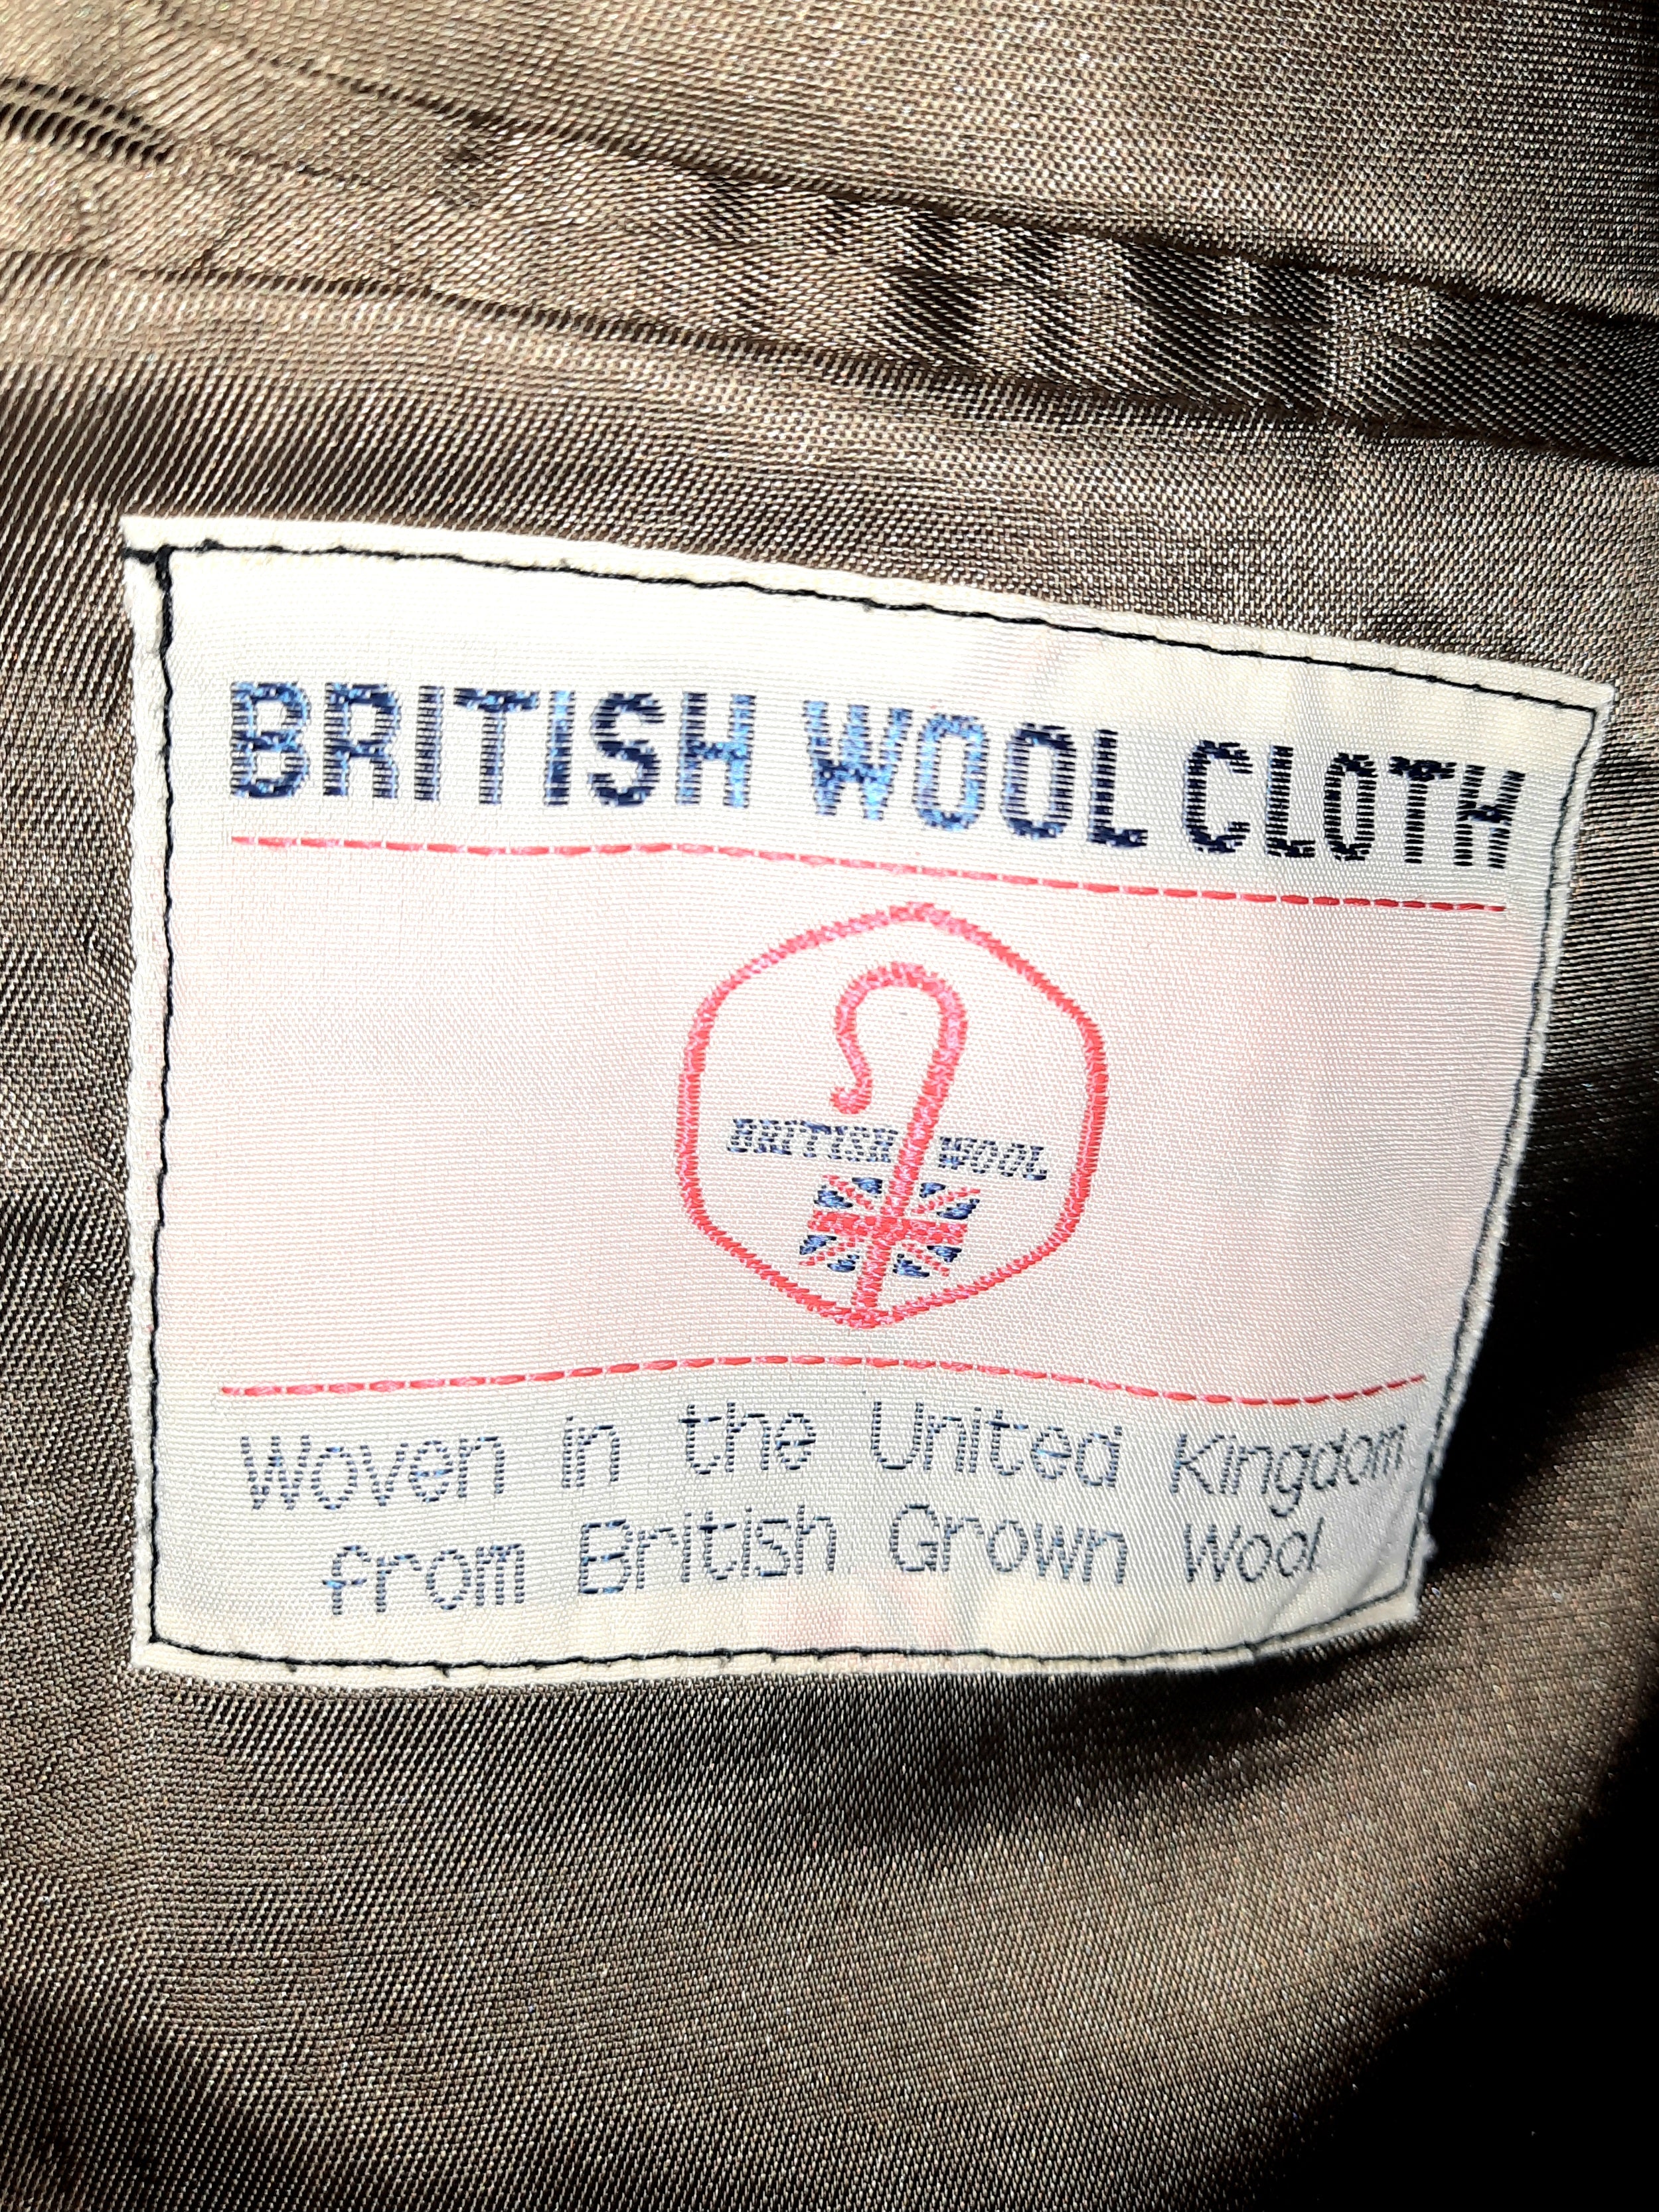 BRITISH WOOL CLOTH
BRITISH WOOL
Woven in the United Kingdom
from British Grown Wool